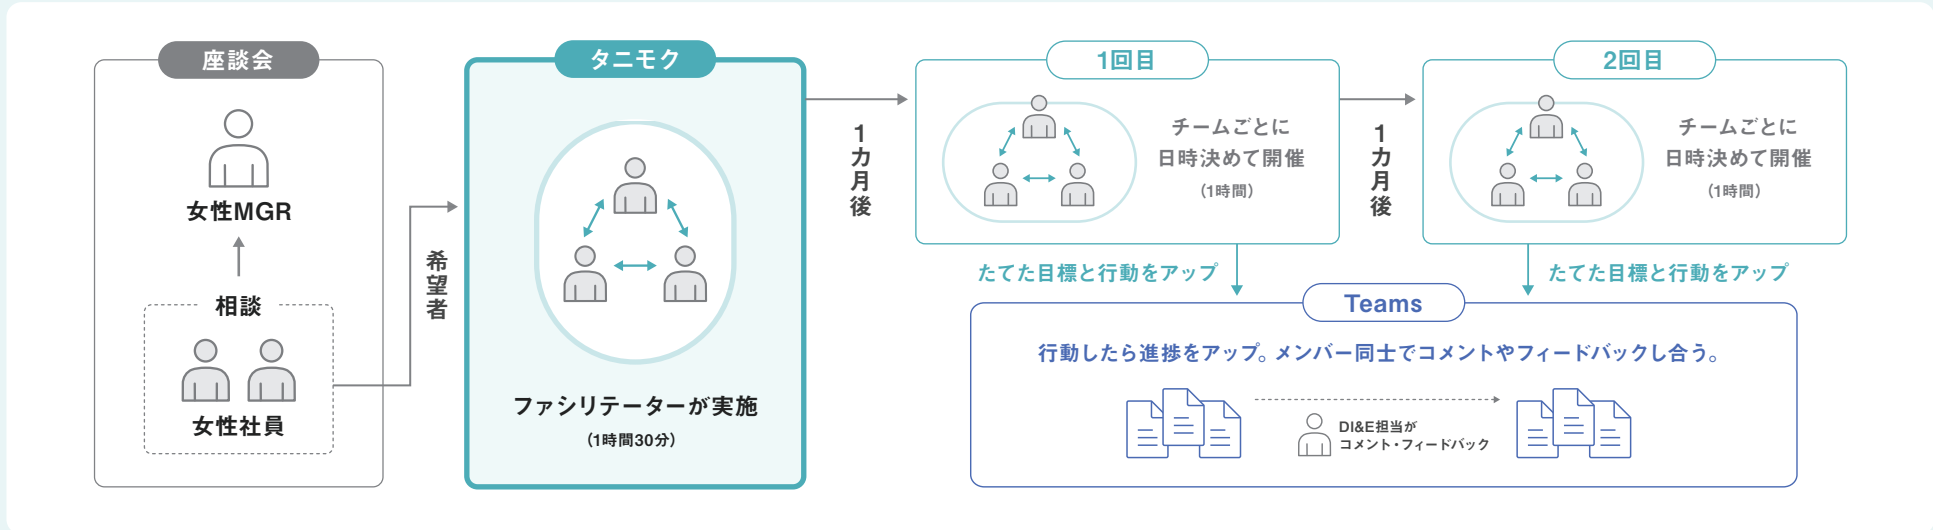 座談会
女性MGR
相談
女性社員
希望者
タニモク
ファシリテーターが実施
(1時間30分)
1カ月後
1回目
チームごとに
日時決めて開催
(1時間)
1カ月後
2回目
チームごとに
日時決めて開催
(1時間)
たてた目標と行動をアップ
たてた目標と行動をアップ
Teams
行動したら進捗をアップ。メンバー同士でコメントやフィードバックし合う。
DI&E担当が
コメント・フィードバック